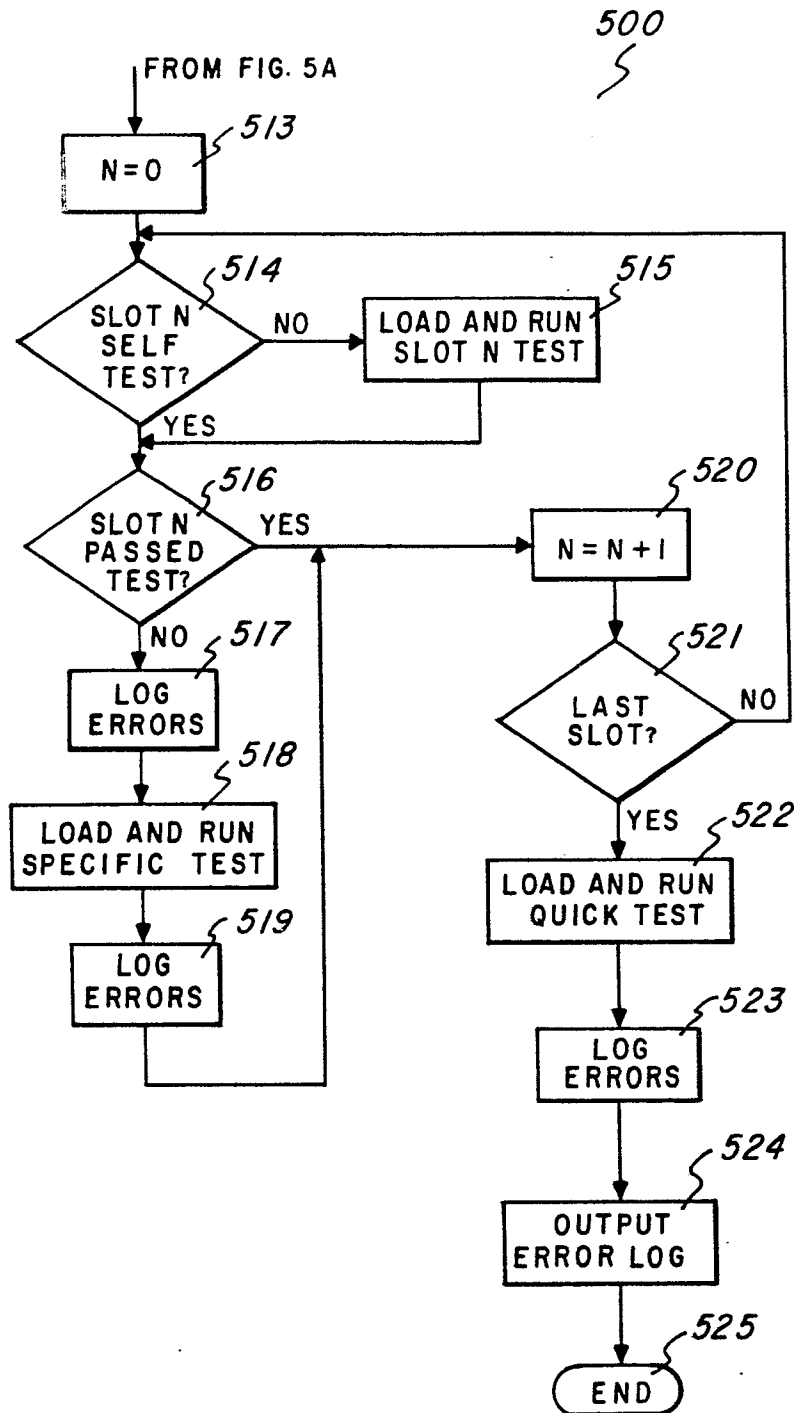 500
FROM FIG. 5A
513
N=0
514
SLOT N
SELF
TEST?
NO
515
LOAD AND RUN
SLOT N TEST
YES
516
SLOT N
PASSED
TEST?
YES
520
N = N + 1
NO
517
LOG
ERRORS
521
LAST
SLOT?
NO
518
LOAD AND RUN
SPECIFIC TEST
YES
522
LOAD AND RUN
QUICK TEST
519
LOG
ERRORS
523
LOG
ERRORS
524
OUTPUT
ERROR LOG
525
END